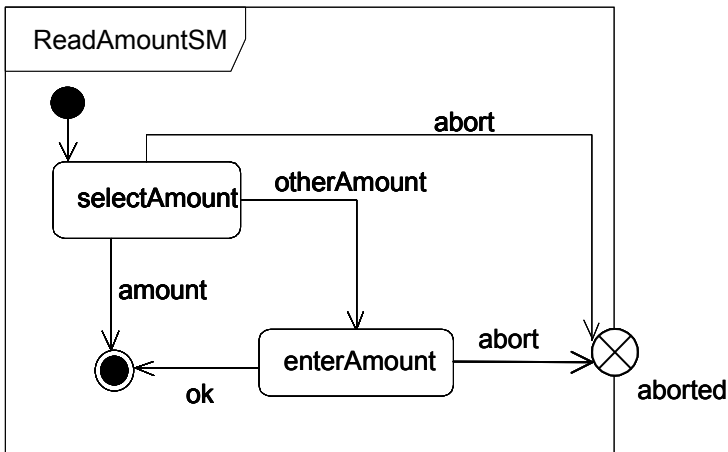 ReadAmountSM
abort
selectAmount
otherAmount
amount
enterAmount
abort
ok
aborted